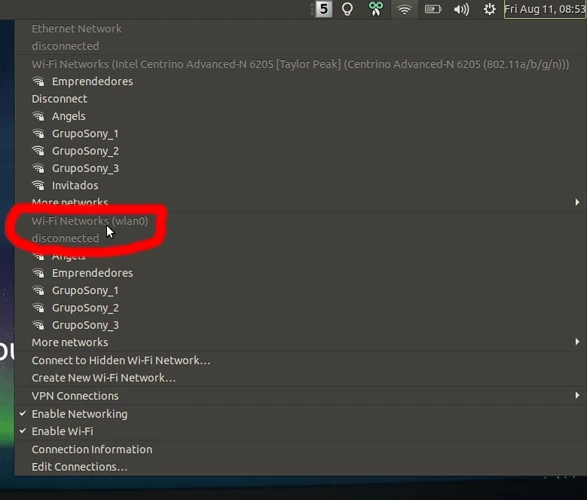 5
Fri Aug 11, 08:53
Ethernet Network
disconnected
Wi-Fi Networks (Intel Centrino Advanced-N 6205 [Taylor Peak] (Centrino Advanced-N 6205 (802.11a/b/g/n)))
Emprendedores
Disconnect
Angels
GrupoSony_1
GrupoSony_2
GrupoSony_3
Invitados
More networks
Wi-Fi Networks (wlan0)
disconnected
Angels
Emprendedores
GrupoSony_1
GrupoSony_2
GrupoSony_3
More networks
Connect to Hidden Wi-Fi Network...
Create New Wi-Fi Network...
VPN Connections
Enable Networking
Enable Wi-Fi
Connection Information
Edit Connections...